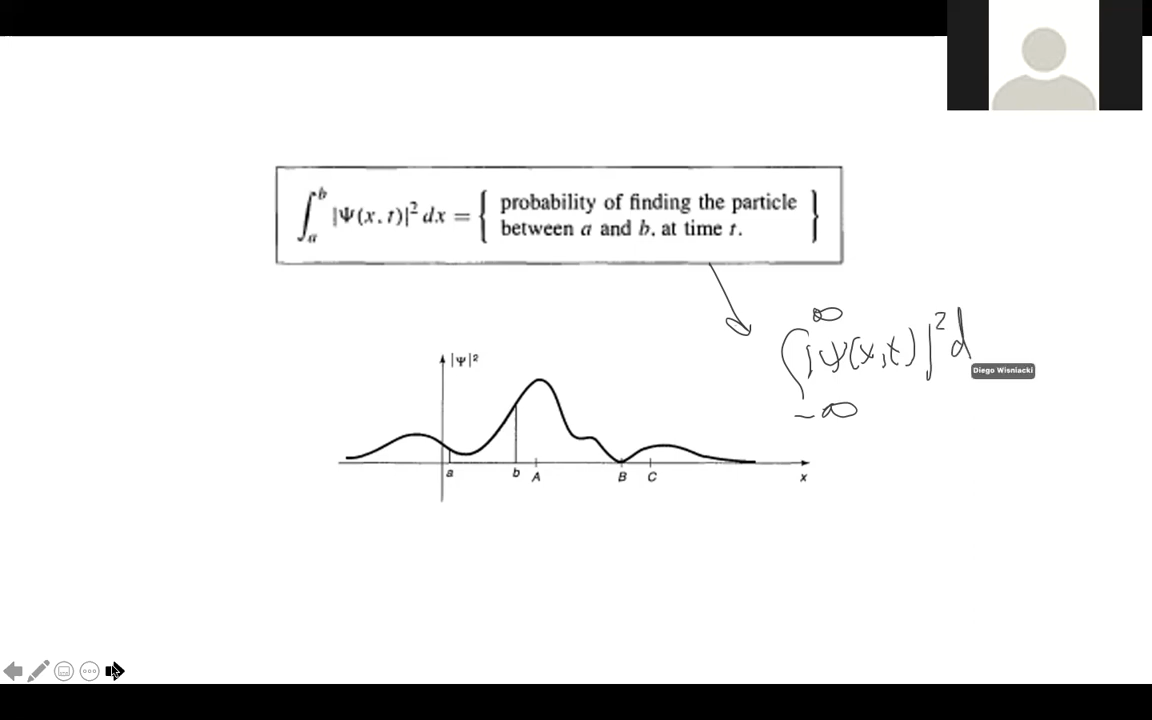 ∫_a^b |Ψ(x, t)|² dx = { probability of finding the particle
between a and b, at time t. }
∞
∫|Ψ(x,t)|² d
-∞
Diego Wisniacki
|Ψ|²
a b A B C x